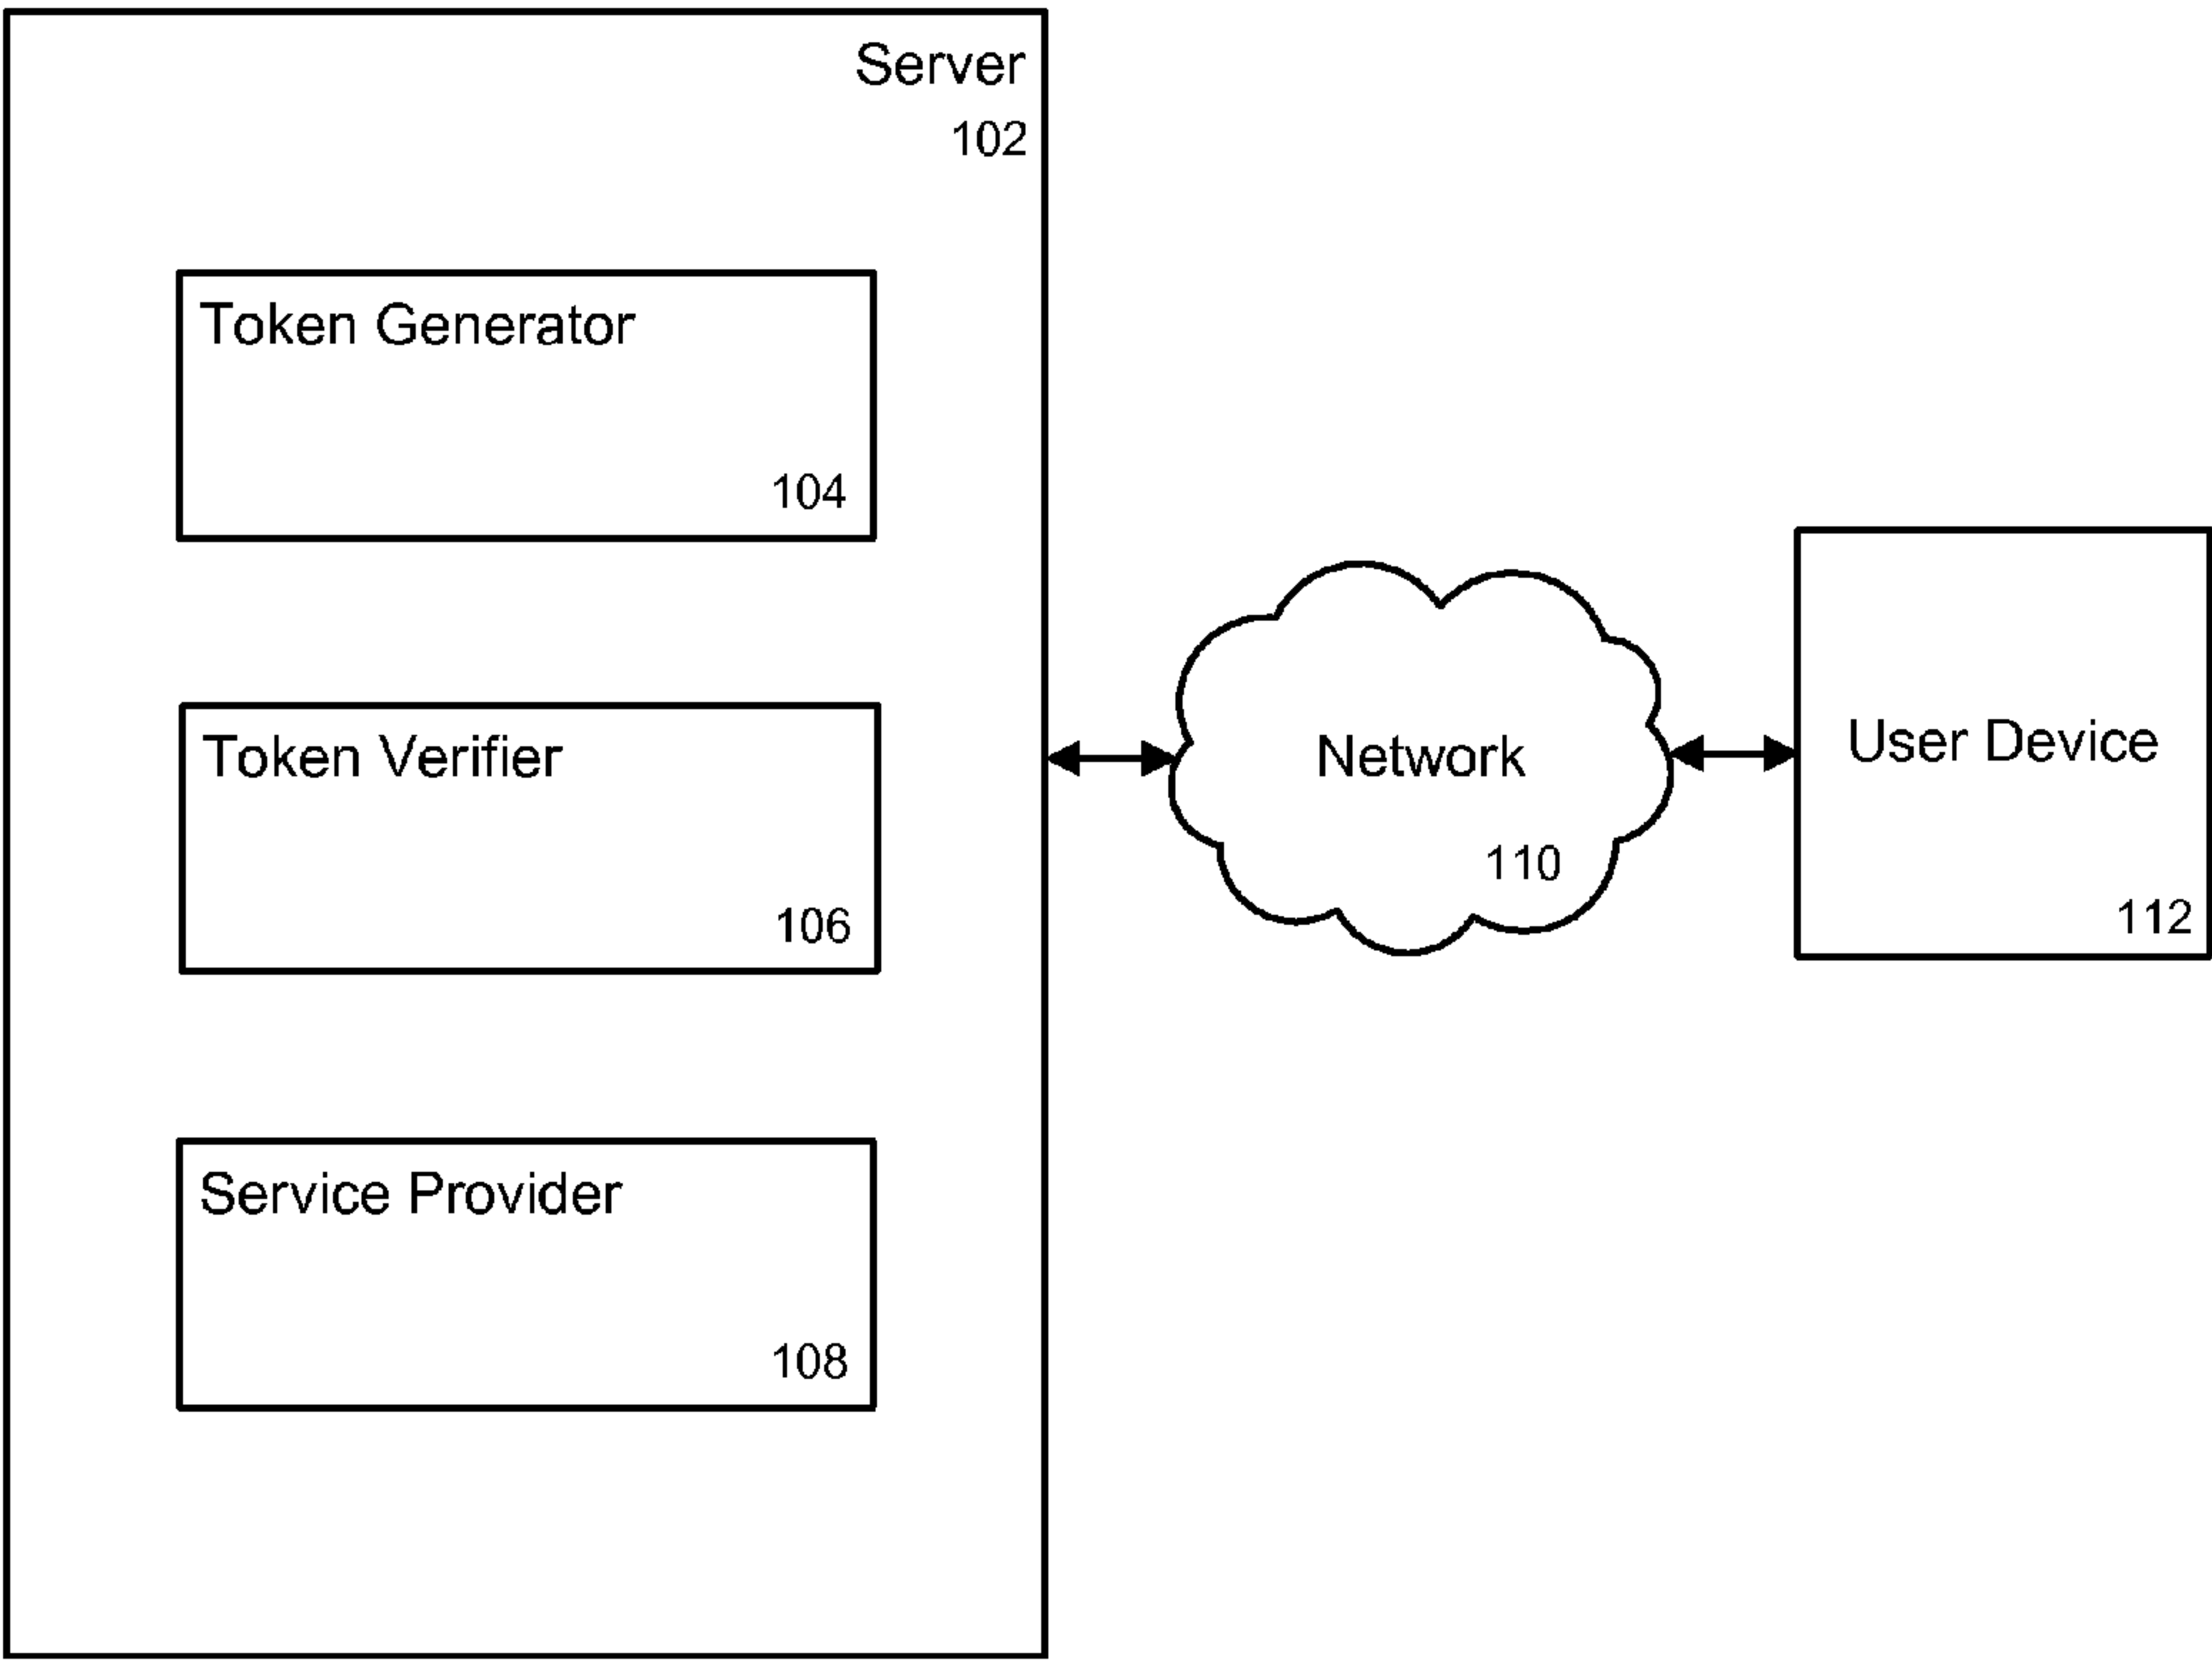 Server
102
Token Generator
104
Token Verifier
106
Service Provider
108
Network
110
User Device
112